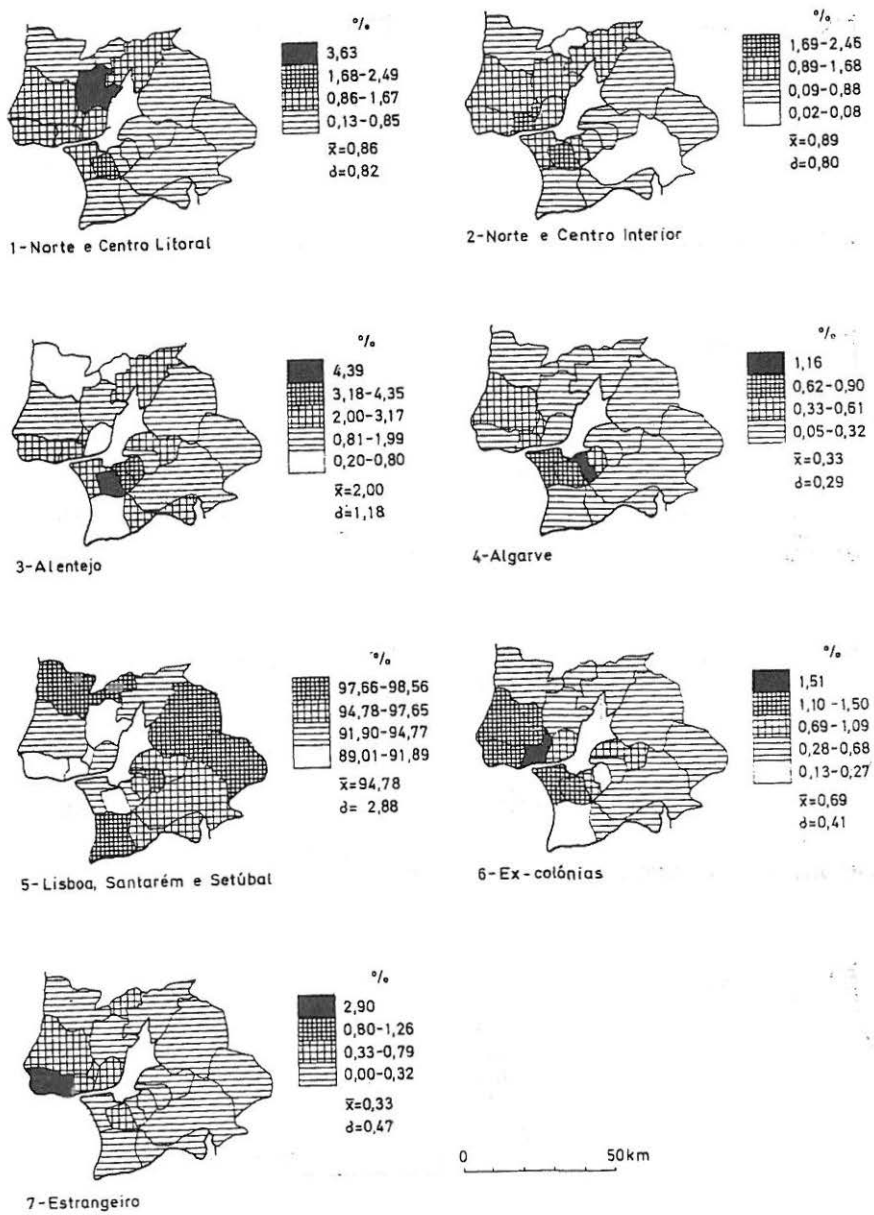 %
3,63
1,68-2,49
0,86-1,67
0,13-0,85
x̄=0,86
δ=0,82
1-Norte e Centro Litoral
%
1,69-2,46
0,89-1,68
0,09-0,88
0,02-0,08
x̄=0,89
δ=0,80
2-Norte e Centro Interior
%
4,39
3,18-4,35
2,00-3,17
0,81-1,99
0,20-0,80
x̄=2,00
δ=1,18
3-Alentejo
%
1,16
0,62-0,90
0,33-0,61
0,05-0,32
x̄=0,33
δ=0,29
4-Algarve
%
97,66-98,56
94,78-97,65
91,90-94,77
89,01-91,89
x̄=94,78
δ= 2,88
5-Lisboa, Santarém e Setúbal
%
1,51
1,10 -1,50
0,69-1,09
0,28-0,68
0,13-0,27
x̄=0,69
δ=0,41
6-Ex-colónias
%
2,90
0,80-1,26
0,33-0,79
0,00-0,32
x̄=0,33
δ=0,47
7-Estrangeiro
0 50km